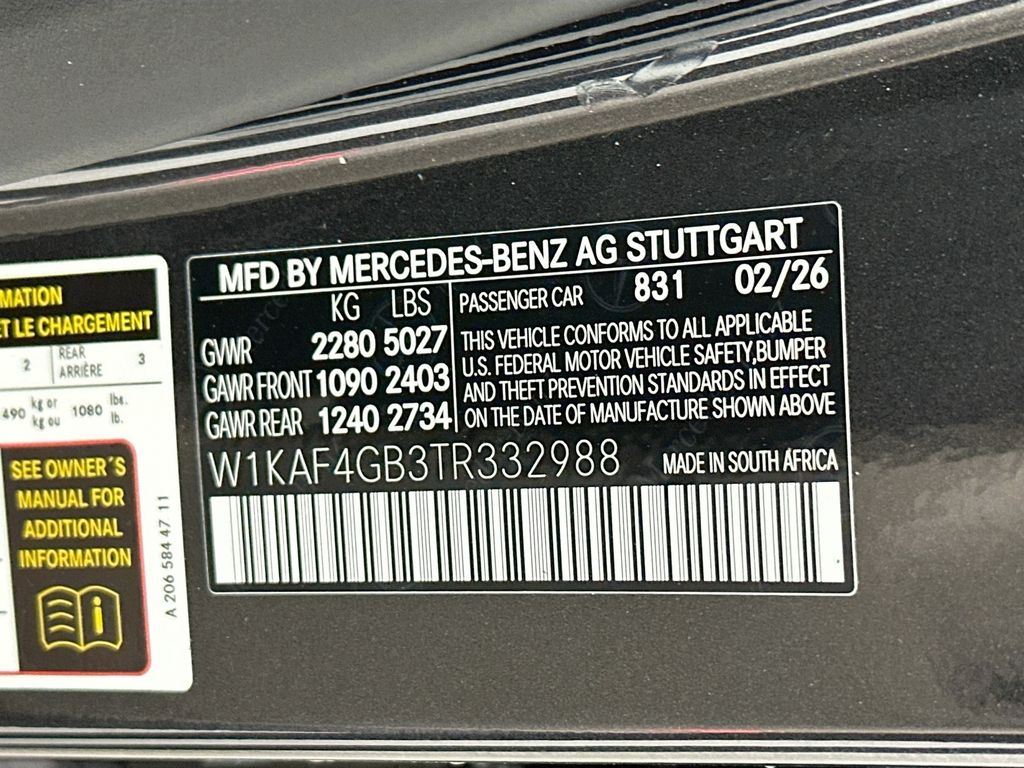 MATION
ET LE CHARGEMENT
2 REAR ARRIÈRE 3
490 kg or kg ou 1080 lbs. lb.
SEE OWNER´S
MANUAL FOR
ADDITIONAL
INFORMATION
A 206 584 47 11
MFD BY MERCEDES-BENZ AG STUTTGART
KG LBS
GVWR 2280 5027
GAWR FRONT 1090 2403
GAWR REAR 1240 2734
PASSENGER CAR 831 02/26
THIS VEHICLE CONFORMS TO ALL APPLICABLE
U.S. FEDERAL MOTOR VEHICLE SAFETY,BUMPER
AND THEFT PREVENTION STANDARDS IN EFFECT
ON THE DATE OF MANUFACTURE SHOWN ABOVE
W1KAF4GB3TR332988 MADE IN SOUTH AFRICA